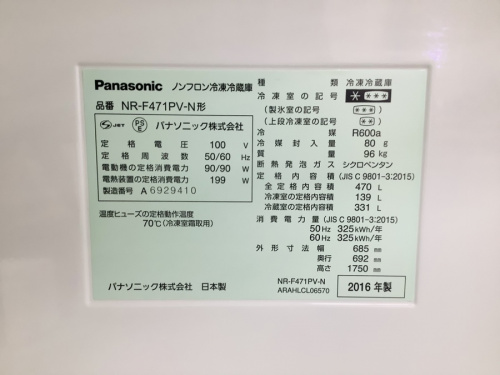 Panasonic ノンフロン冷凍冷蔵庫
品番 NR-F471PV-N形
JET PSE パナソニック株式会社
定格電圧 100 V
定格周波数 50/60 Hz
電動機の定格消費電力 90/90 W
電熱装置の定格消費電力 199 W
製造番号 A 6929410
温度ヒューズの定格動作温度
70℃(冷凍室霜取用)
パナソニック株式会社 日本製
種類 冷凍冷蔵庫
冷凍室の記号 ****
(製氷室の記号) (**)
(上段冷凍室の記号) (**)
冷媒 R600a
封入量 80 g
質量 96 kg
断熱発泡ガス シクロペンタン
定格内容積 (JIS C 9801-3:2015)
全定格内容積 470 L
冷凍室の定格内容積 139 L
冷蔵室の定格内容積 331 L
消費電力量 (JIS C 9801-3:2015)
50Hz 325kWh/年
60Hz 325kWh/年
外形寸法 幅 685 mm
奥行 692 mm
高さ 1750 mm
NR-F471PV-N
ARAHLCL06570
2016年製